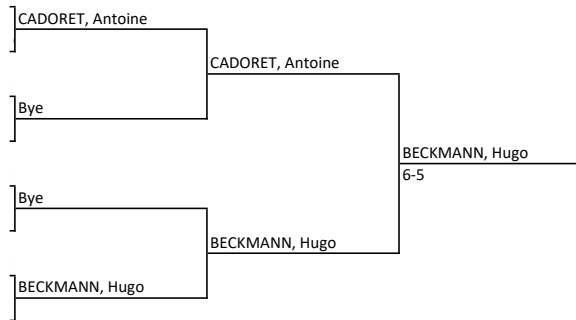 CADORET, Antoine
CADORET, Antoine
Bye
BECKMANN, Hugo
6-5
Bye
BECKMANN, Hugo
BECKMANN, Hugo